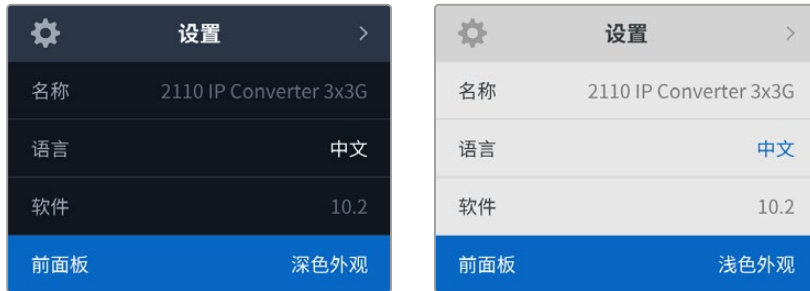 设置
名称 2110 IP Converter 3x3G
语言 中文
软件 10.2
前面板 深色外观
设置
名称 2110 IP Converter 3x3G
语言 中文
软件 10.2
前面板 浅色外观